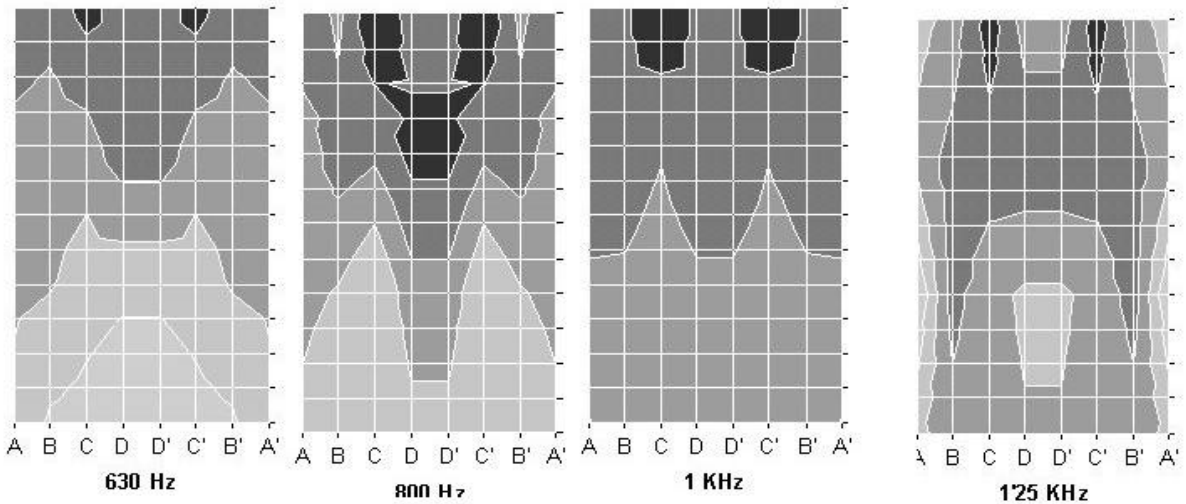 A B C D D' C' B' A'
630 Hz
A B C D D' C' B' A'
800 Hz
A B C D D' C' B' A'
1 KHz
A B C D D' C' B' A'
1'25 KHz